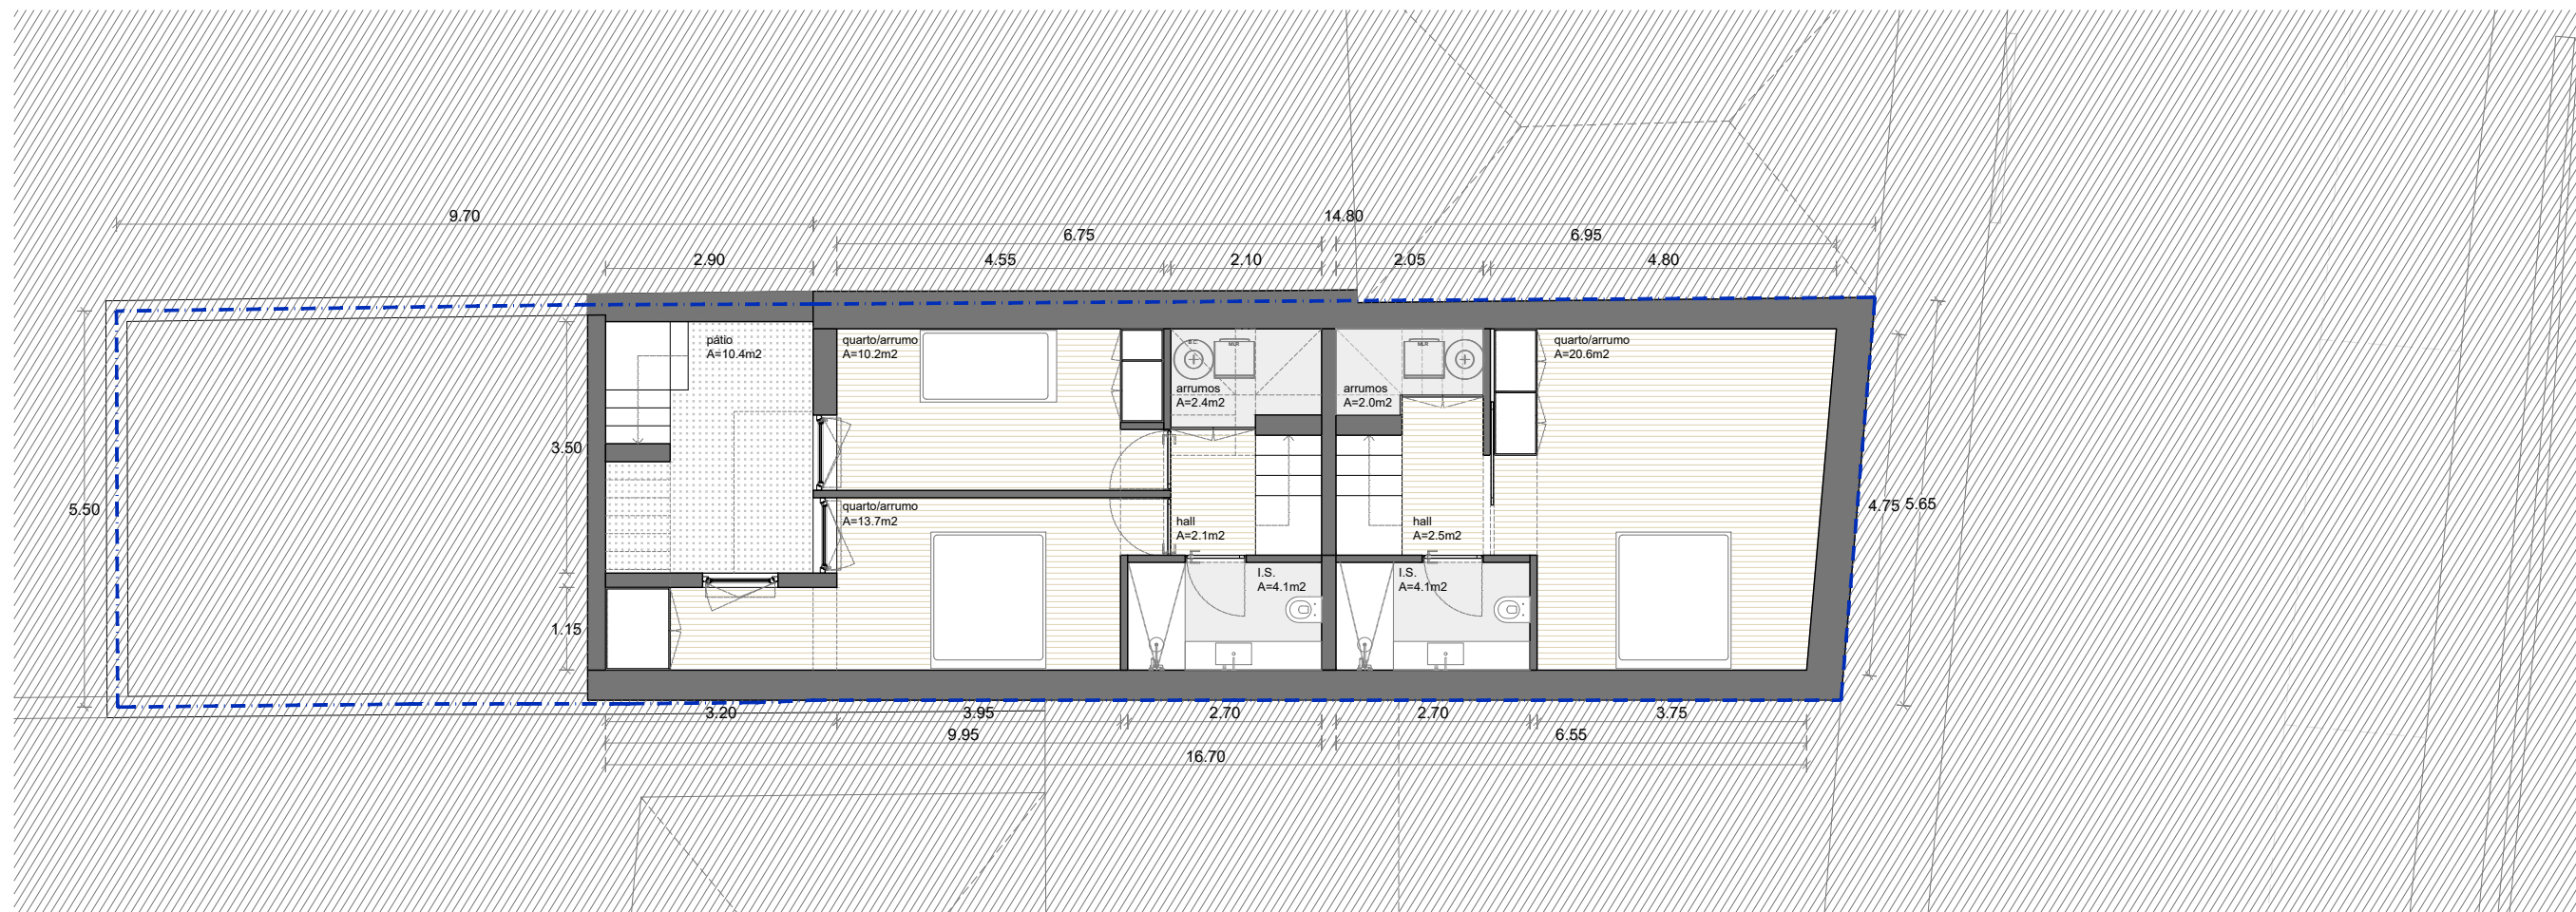 9.70
14.80
6.75
6.95
2.90
4.55
2.10
2.05
4.80
pátio
A=10.4m2
quarto/arrumo
A=10.2m2
B.C.
MLR
MLR
quarto/arrumo
A=20.6m2
arrumos
A=2.4m2
arrumos
A=2.0m2
3.50
5.50
quarto/arrumo
A=13.7m2
hall
A=2.1m2
hall
A=2.5m2
4.75
5.65
I.S.
A=4.1m2
I.S.
A=4.1m2
1.15
3.20
3.95
2.70
2.70
3.75
9.95
6.55
16.70